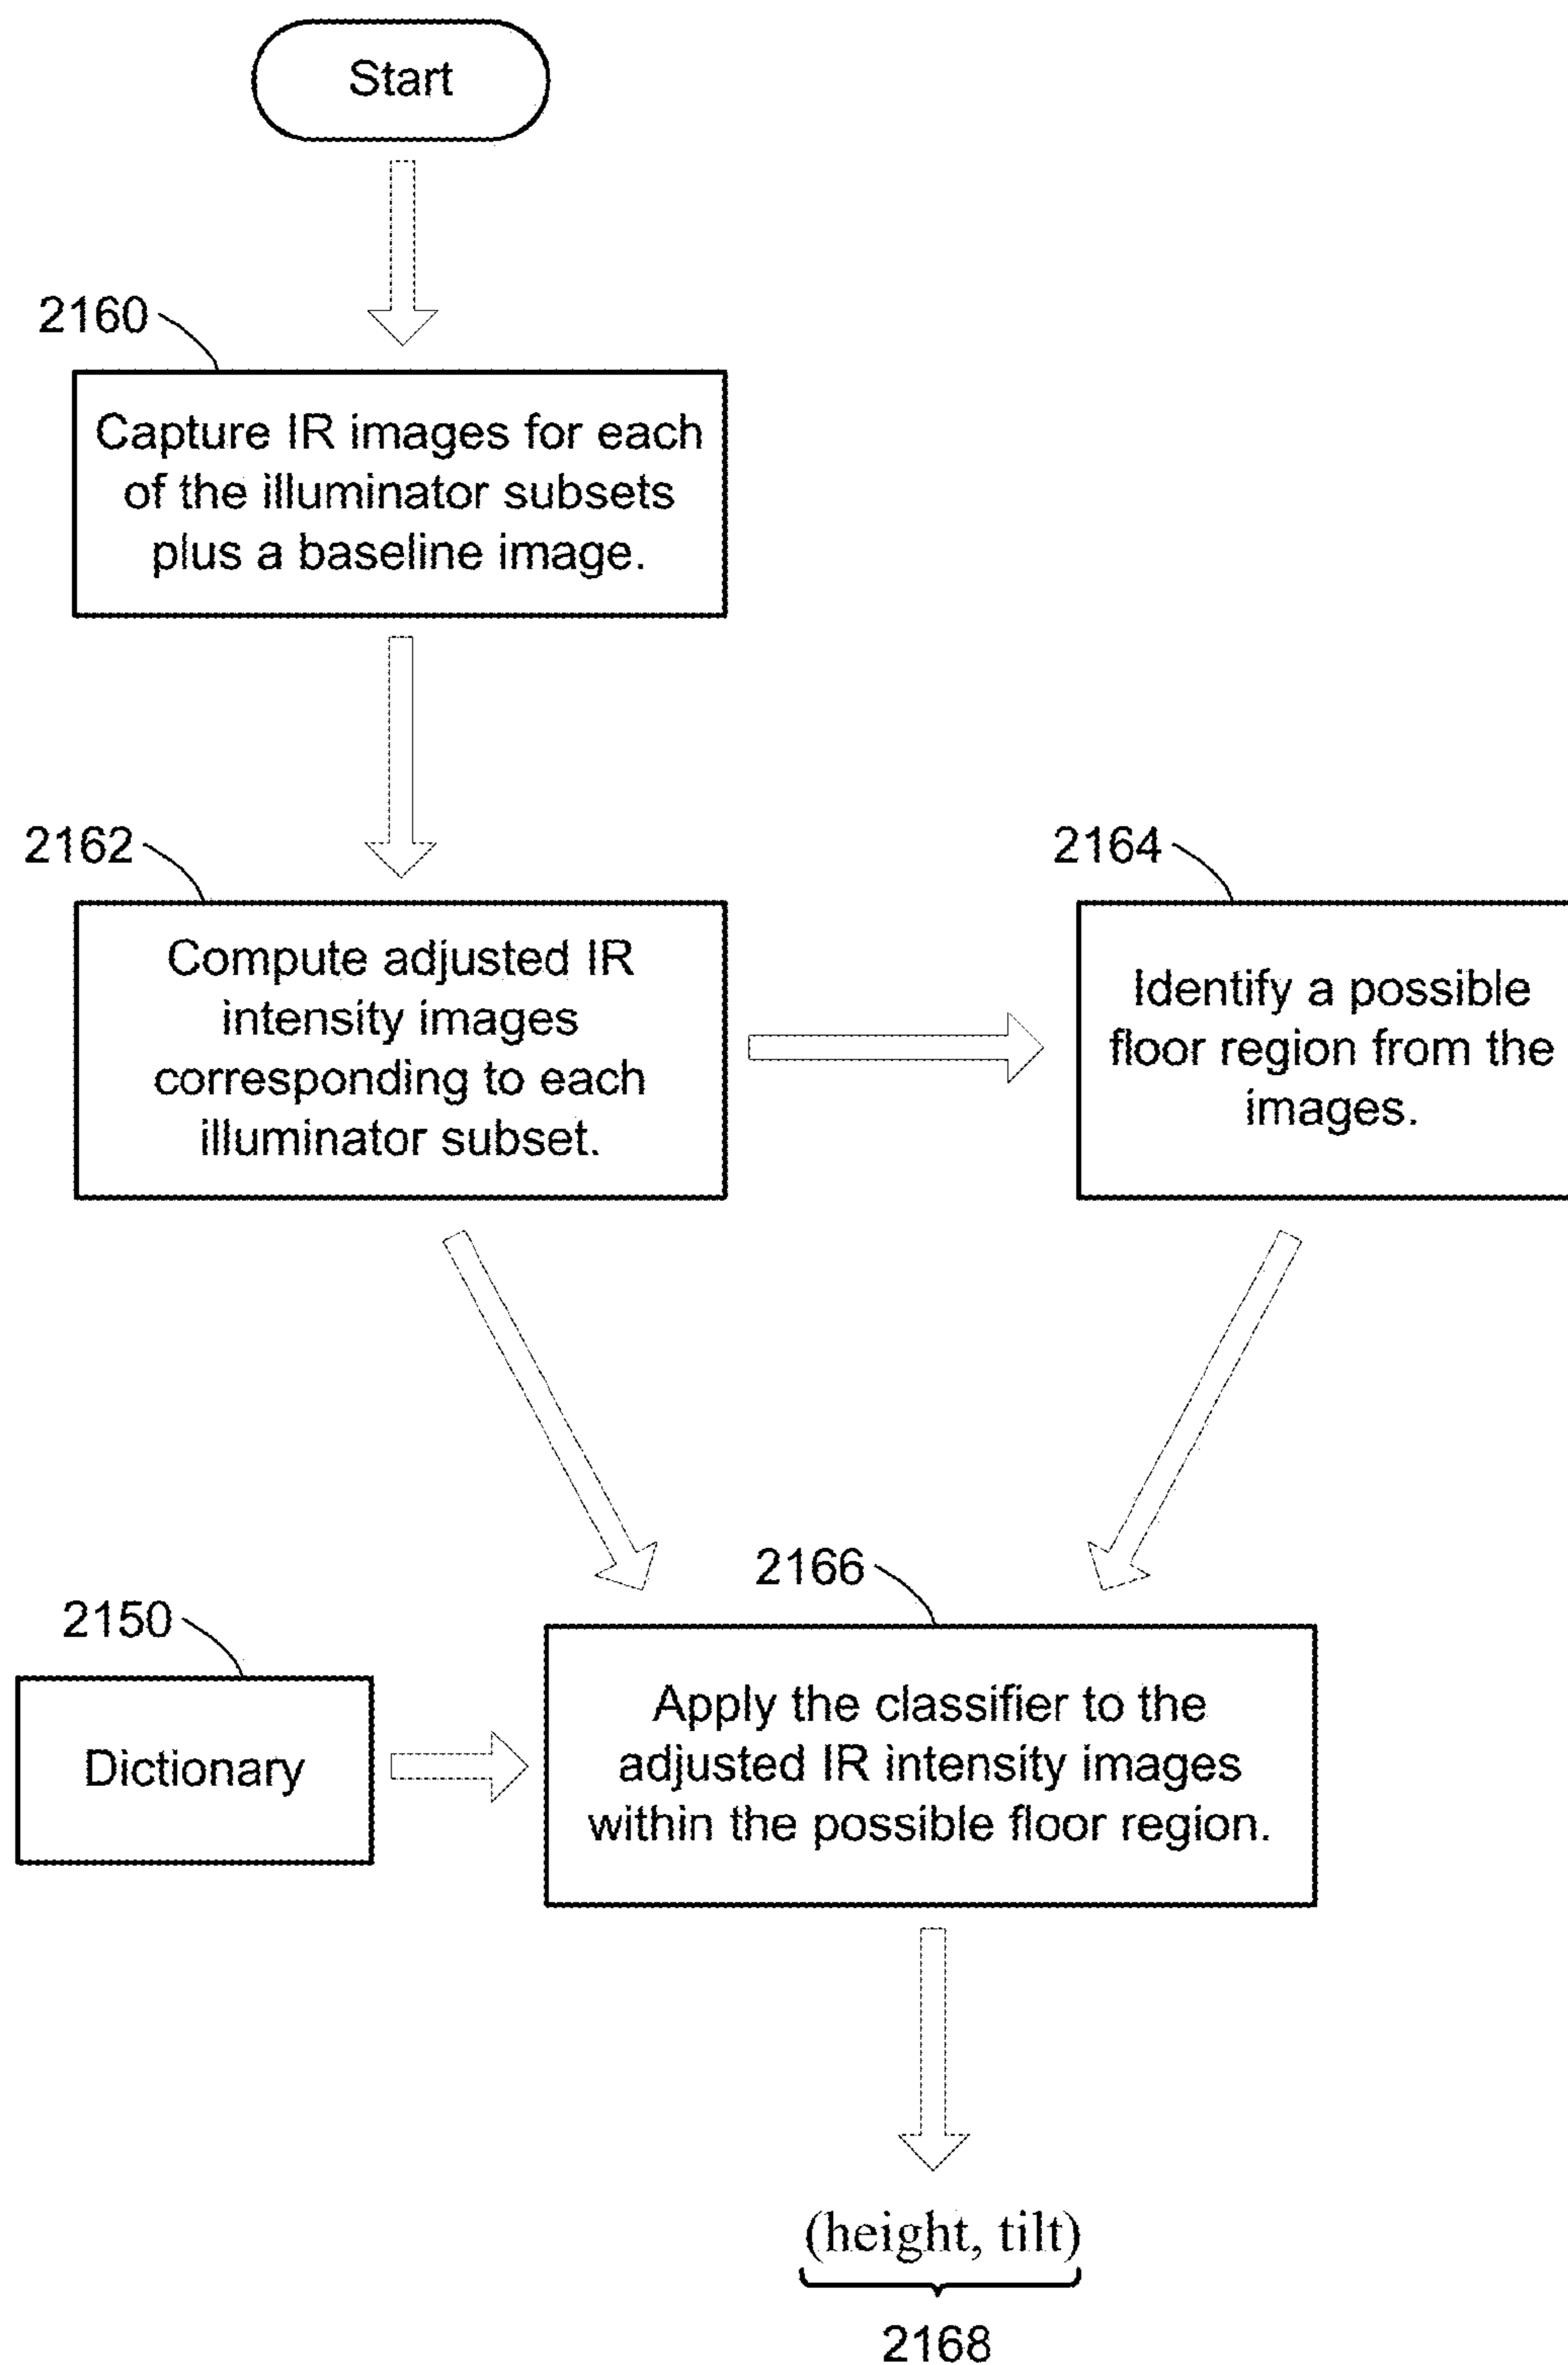 Start
2160
Capture IR images for each
of the illuminator subsets
plus a baseline image.
2162
Compute adjusted IR
intensity images
corresponding to each
illuminator subset.
2164
Identify a possible
floor region from the
images.
2150
Dictionary
2166
Apply the classifier to the
adjusted IR intensity images
within the possible floor region.
(height, tilt)
2168